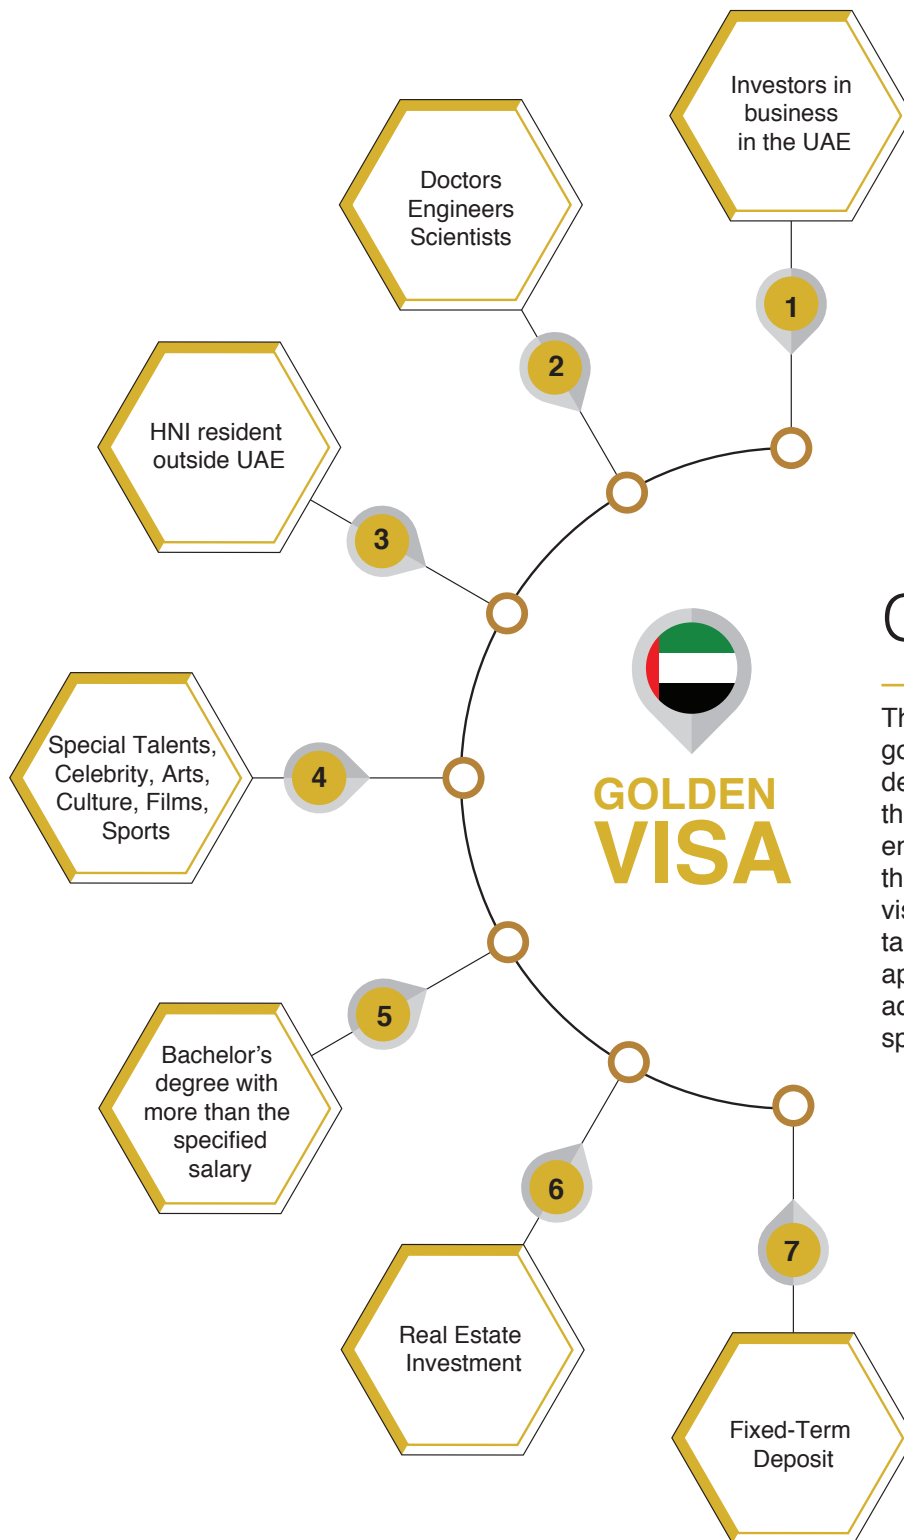 Investors in
business
in the UAE
1
Doctors
Engineers
Scientists
2
HNI resident
outside UAE
3
Special Talents,
Celebrity, Arts,
Culture, Films,
Sports
4
GOLDEN
VISA
Bachelor’s
degree with
more than the
specified
salary
5
Real Estate
Investment
6
Fixed-Term
Deposit
7